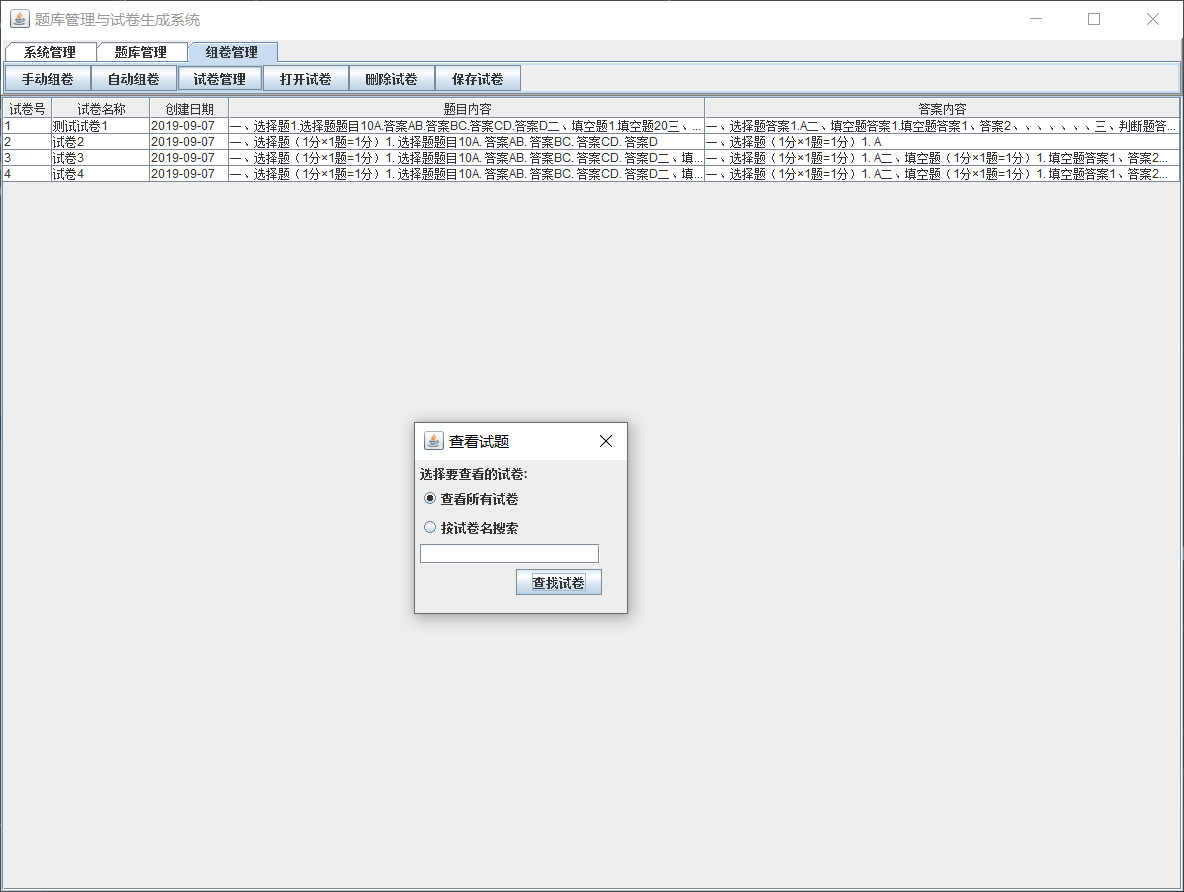 题库管理与试卷生成系统
系统管理 题库管理 组卷管理
手动组卷 自动组卷 试卷管理 打开试卷 删除试卷 保存试卷
试卷号 试卷名称 创建日期 题目内容 答案内容
1 测试试卷1 2019-09-07 一、选择题1.选择题题目10A.答案AB.答案BC.答案CD.答案D二、填空题1.填空题20三、... 一、选择题答案1.A二、填空题答案1.填空题答案1、答案2、、、、、、、三、判断题答...
2 试卷2 2019-09-07 一、选择题（1分×1题=1分）1. 选择题题目10A. 答案AB. 答案BC. 答案CD. 答案D 一、选择题（1分×1题=1分）1. A
3 试卷3 2019-09-07 一、选择题（1分×1题=1分）1. 选择题题目10A. 答案AB. 答案BC. 答案CD. 答案D二、填... 一、选择题（1分×1题=1分）1. A二、填空题（1分×1题=1分）1. 填空题答案1、答案2...
4 试卷4 2019-09-07 一、选择题（1分×1题=1分）1. 选择题题目10A. 答案AB. 答案BC. 答案CD. 答案D二、填... 一、选择题（1分×1题=1分）1. A二、填空题（1分×1题=1分）1. 填空题答案1、答案2...
查看试题
选择要查看的试卷:
查看所有试卷
按试卷名搜索
查找试卷